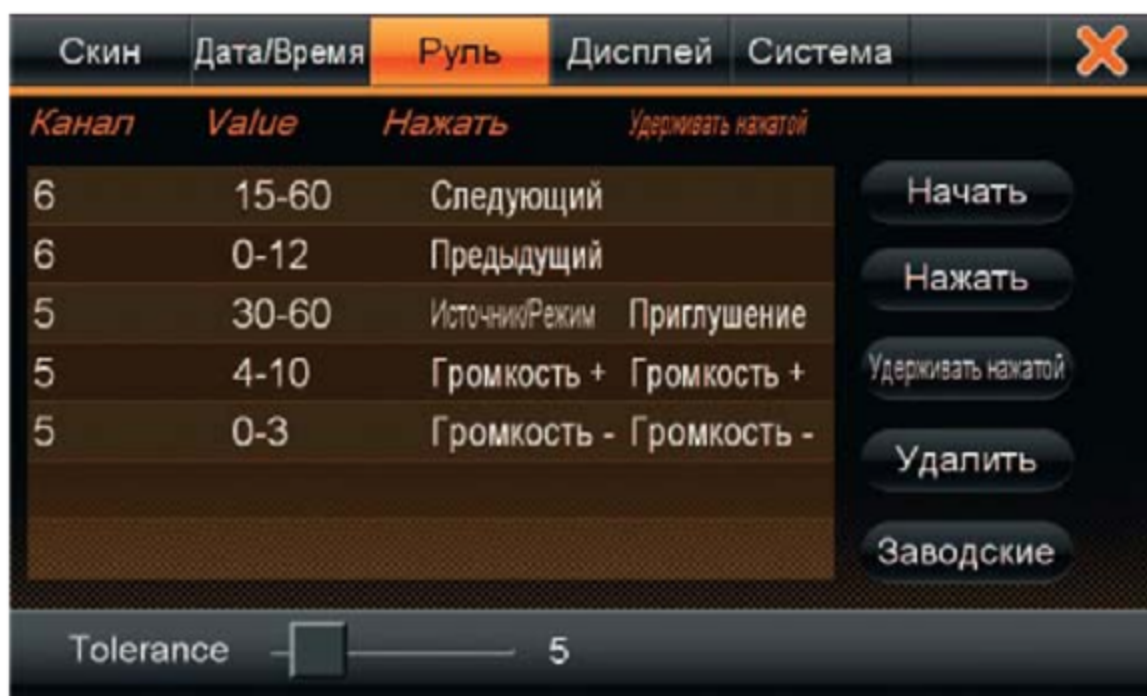 Скин Дата/Время Руль Дисплей Система
Канал Value Нажать Удерживать нажатой
6 15-60 Следующий
Начать
6 0-12 Предыдущий
Нажать
5 30-60 Источник/Режим Приглушение
5 4-10 Громкость + Громкость +
Удерживать нажатой
5 0-3 Громкость - Громкость -
Удалить
Заводские
Tolerance 5